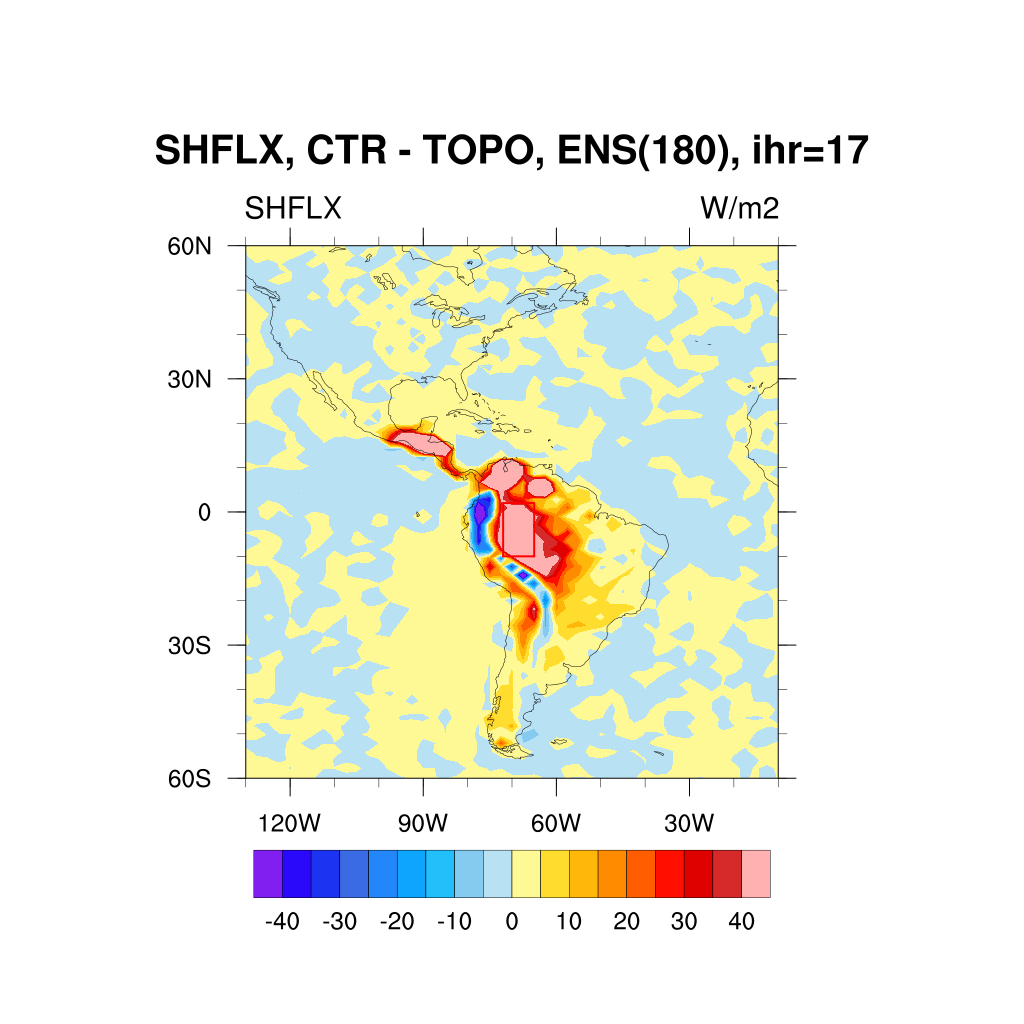 SHFLX, CTR - TOPO, ENS(180), ihr=17
SHFLX W/m2
60N
30N
0
30S
60S
120W 90W 60W 30W
-40 -30 -20 -10 0 10 20 30 40